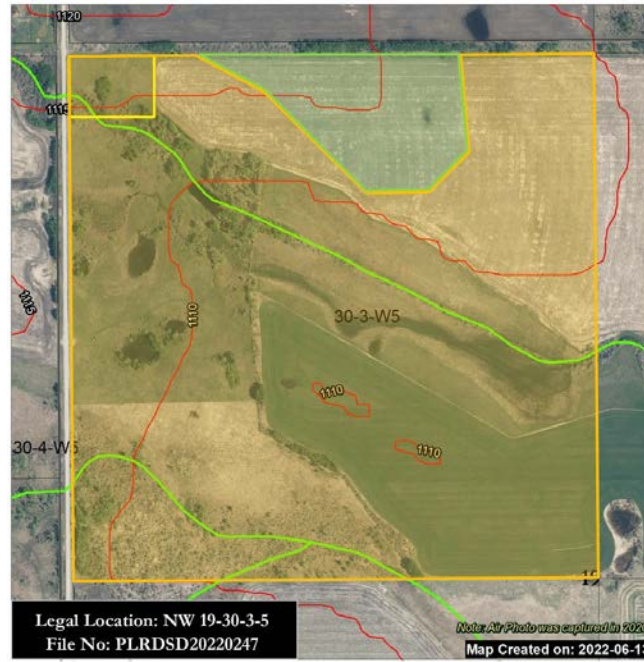 1120
1115
1115
1110
30-3-W5
1110
1110
30-4-W5
19
Legal Location: NW 19-30-3-5
File No: PLRDSD20220247
Note: Air Photo was captured in
Map Created on: 2022-06-1